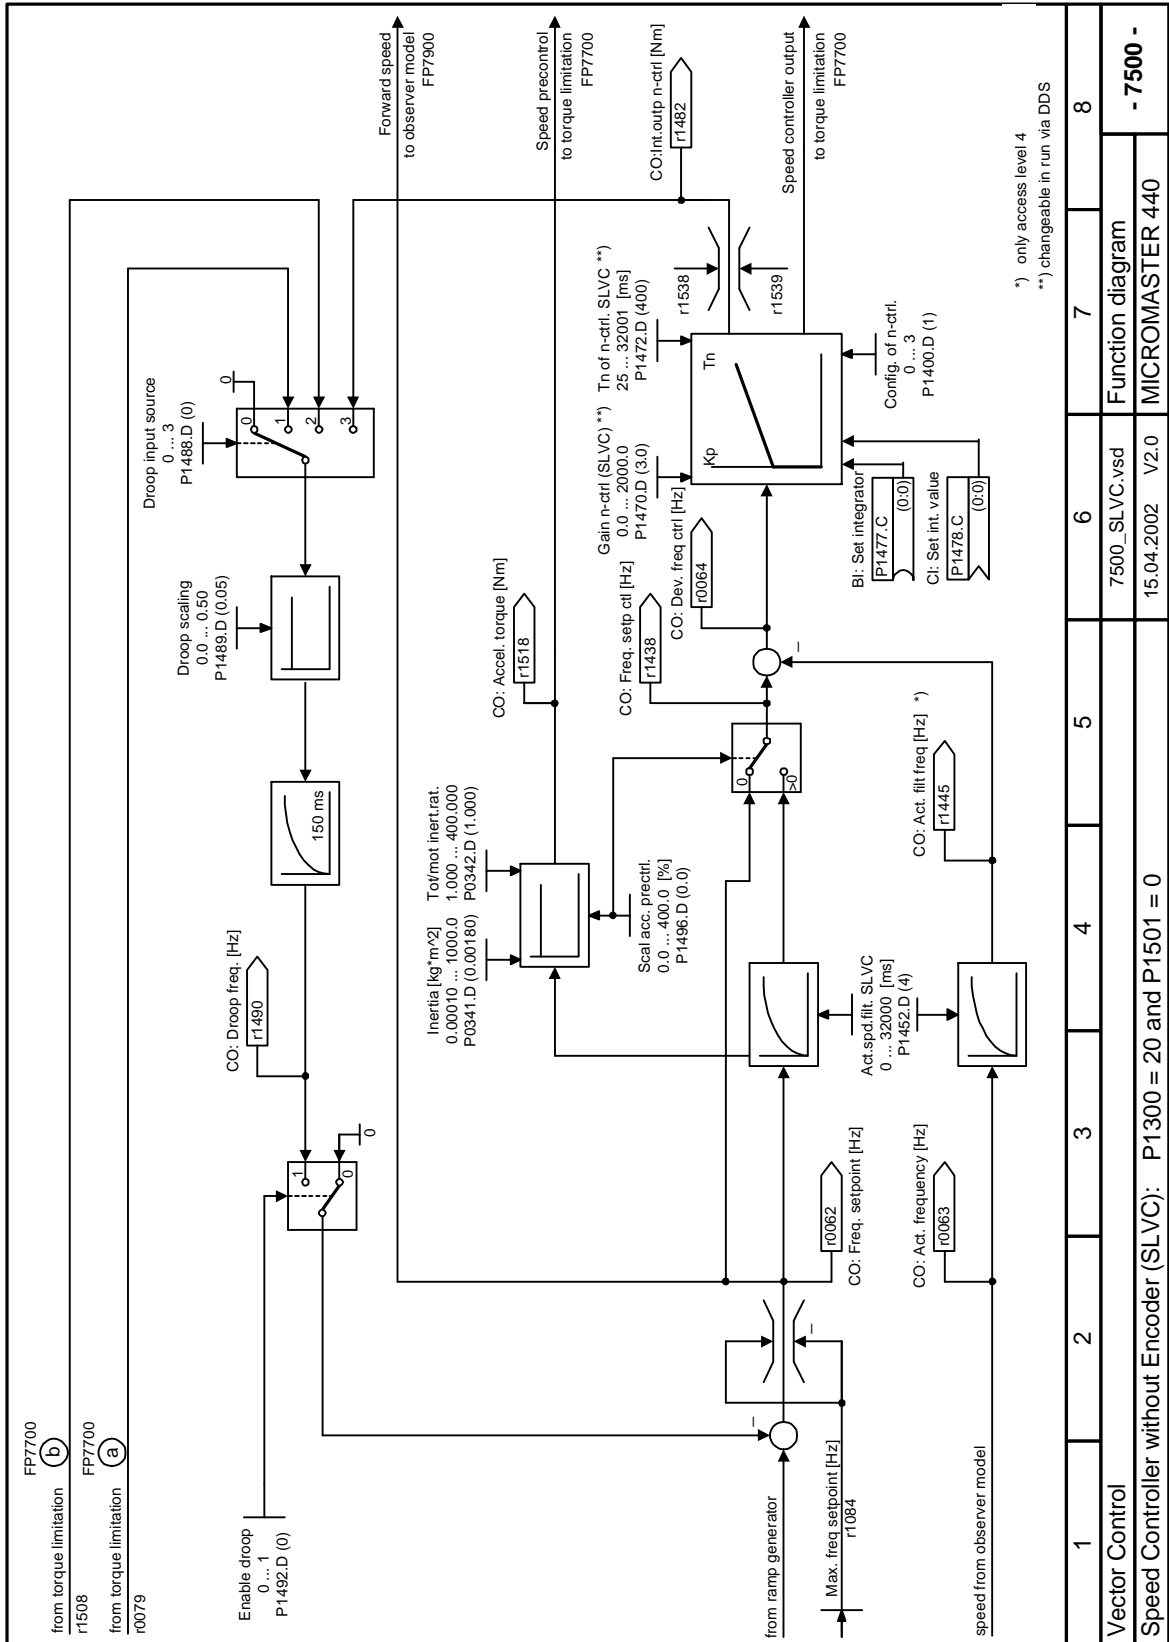 FP7700
from torque limitation b
r1508
FP7700
from torque limitation a
r0079
Enable droop
0 ... 1
P1492.D (0)
1
0
0
CO: Droop freq. [Hz]
r1490
150 ms
Droop scaling
0.0 ... 0.50
P1489.D (0.05)
Droop input source
0 ... 3
P1488.D (0)
0
0
1
2
3
Forward speed
to observer model
FP7900
Speed precontrol
to torque limitation
FP7700
Inertia [kg*m^2]
0.00010 ... 1000.0
P0341.D (0.00180)
Tot/mot inert.rat.
1.000 ... 400.000
P0342.D (1.000)
CO: Accel. torque [Nm]
r1518
Scal acc. prectrl.
0.0 ... 400.0 [%]
P1496.D (0.0)
CO: Freq. setp ctl [Hz]
r1438
CO: Dev. freq ctrl [Hz]
r0064
0
>0
Gain n-ctrl (SLVC) **)
0.0 ... 2000.0
P1470.D (3.0)
Tn of n-ctrl. SLVC **)
25 ... 32001 [ms]
P1472.D (400)
Kp
Tn
r1538
r1539
CO:Int.outp n-ctrl [Nm]
r1482
Speed controller output
to torque limitation
FP7700
from ramp generator
–
Max. freq setpoint [Hz]
r1084
–
r0062
CO: Freq. setpoint [Hz]
Act.spd.filt. SLVC
0 ... 32000 [ms]
P1452.D (4)
–
BI: Set integrator
P1477.C
(0:0)
CI: Set int. value
P1478.C
(0:0)
Config. of n-ctrl.
0 ... 3
P1400.D (1)
CO: Act. frequency [Hz]
r0063
speed from observer model
CO: Act. filt freq [Hz] *)
r1445
*) only access level 4
**) changeable in run via DDS
1 2 3 4 5 6 7 8
Vector Control 7500_SLVC.vsd Function diagram - 7500 -
Speed Controller without Encoder (SLVC): P1300 = 20 and P1501 = 0 15.04.2002 V2.0 MICROMASTER 440